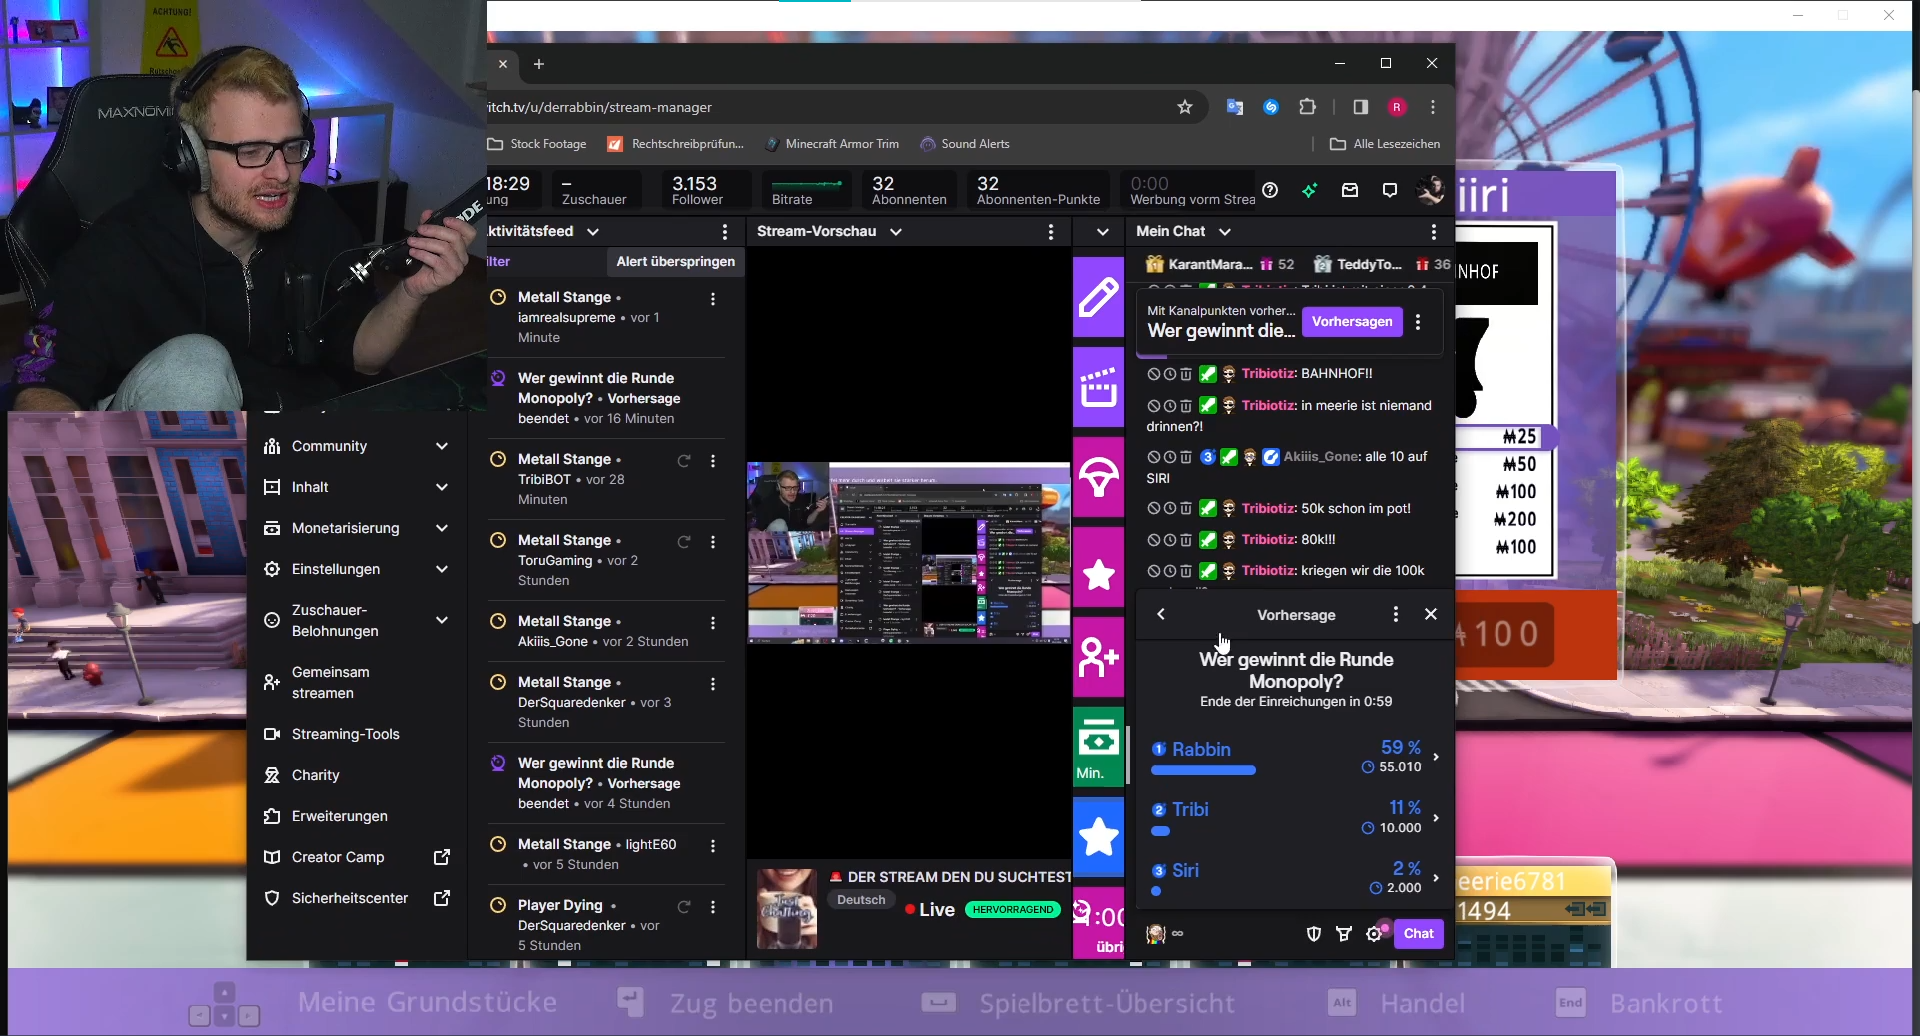 ACHTUNG!
MAXNOMIC
itch.tv/u/derrabbin/stream-manager
R
Stock Footage
Rechtschreibprüfun...
Minecraft Armor Trim
Sound Alerts
Alle Lesezeichen
18:29
ung
–
Zuschauer
3.153
Follower
Bitrate
32
Abonnenten
32
Abonnenten-Punkte
0:00
Werbung vorm Strea
Community
Inhalt
Monetarisierung
Einstellungen
Zuschauer-
Belohnungen
Gemeinsam
streamen
Streaming-Tools
Charity
Erweiterungen
Creator Camp
Sicherheitscenter
ktivitätsfeed
ilter
Alert überspringen
Metall Stange •
iamrealsupreme • vor 1
Minute
Wer gewinnt die Runde
Monopoly? • Vorhersage
beendet • vor 16 Minuten
Metall Stange •
TribiBOT • vor 28
Minuten
Metall Stange •
ToruGaming • vor 2
Stunden
Metall Stange •
Akiiis_Gone • vor 2 Stunden
Metall Stange •
DerSquaredenker • vor 3
Stunden
Wer gewinnt die Runde
Monopoly? • Vorhersage
beendet • vor 4 Stunden
Metall Stange • lightE60
• vor 5 Stunden
Player Dying •
DerSquaredenker • vor
5 Stunden
Stream-Vorschau
Just Chatting
DER STREAM DEN DU SUCHTEST
Deutsch
Live
HERVORRAGEND
Min.
1:00
übri
Mein Chat
KarantMara...
52
TeddyTo...
36
Mit Kanalpunkten vorher...
Wer gewinnt die...
Vorhersagen
Tribiotiz: BAHNHOF!!
Tribiotiz: in meerie ist niemand
drinnen?!
Akiiis_Gone: alle 10 auf
SIRI
Tribiotiz: 50k schon im pot!
Tribiotiz: 80k!!!
Tribiotiz: kriegen wir die 100k
Vorhersage
Wer gewinnt die Runde
Monopoly?
Ende der Einreichungen in 0:59
1 Rabbin
59 %
55.010
2 Tribi
11 %
10.000
3 Siri
2 %
2.000
∞
Chat
iiri
NHOF
₩25
₩50
₩100
₩200
₩100
₩100
eerie6781
1494
Meine Grundstücke
Zug beenden
Spielbrett-Übersicht
Alt
Handel
End
Bankrott